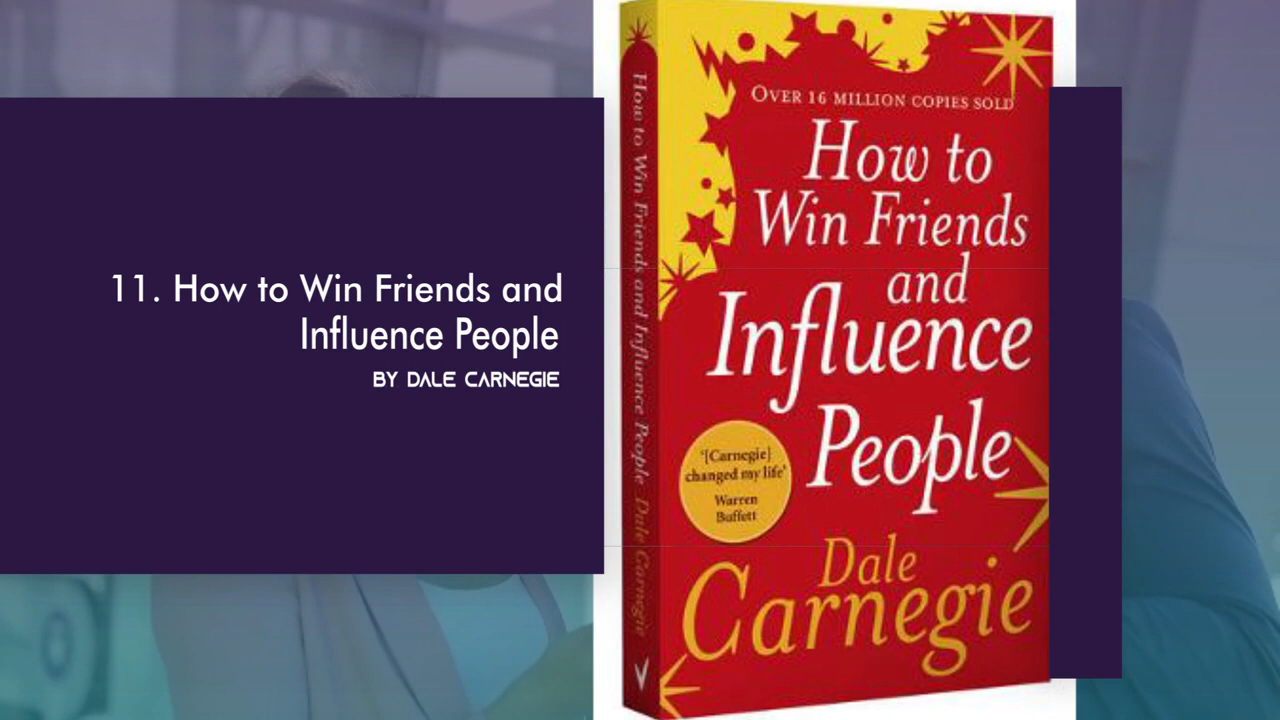 11. How to Win Friends and
Influence People
BY DALE CARNEGIE
How to Win Friends and Influence People Dale Carnegie
OVER 16 MILLION COPIES SOLD
How to
Win Friends
and
Influence
People
'[Carnegie]
changed my life'
Warren
Buffett
Dale
Carnegie